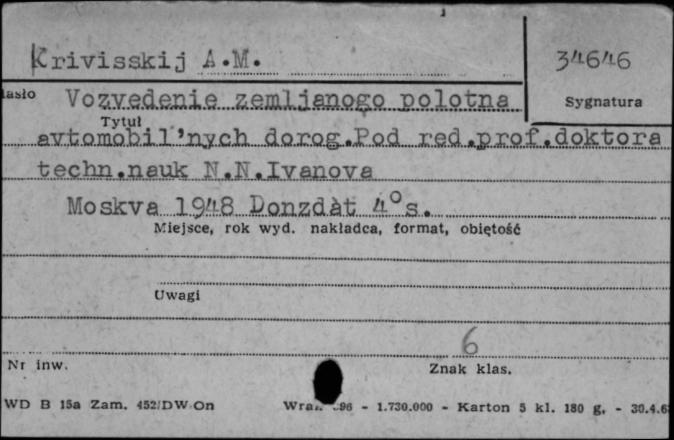 Krivisskij A.M.
34646
Vozvedenie zemljanogo polotna
Sygnatura
Tytuł
avtomobil'nych dorog.Pod red.prof.doktora
techn.nauk N.N.Ivanova
Moskva 1948 Donzdàt 4°s.
Miejsce, rok wyd. nakładca, format, objętość
Uwagi
6
Nr inw.
Znak klas.
WD B 15a Zam. 452/DW-On
- 1.730.000 - Karton 5 kl. 180 g. - 30.4.6